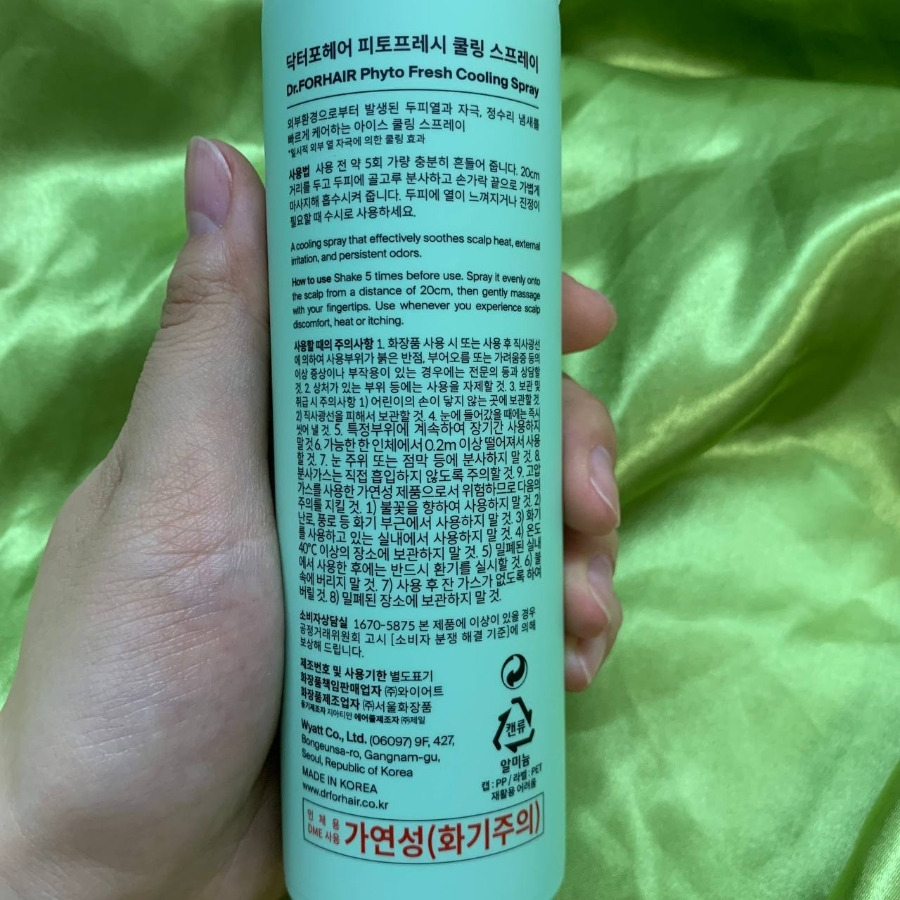 닥터포헤어 피토프레시 쿨링 스프레이
Dr.FORHAIR Phyto Fresh Cooling Spray
외부환경으로부터 발생된 두피열과 자극, 정수리 냄새를
빠르게 케어하는 아이스 쿨링 스프레이
*일시적 외부 열 자극에 의한 쿨링 효과
사용법 사용 전 약 5회 가량 충분히 흔들어 줍니다. 20cm
거리를 두고 두피에 골고루 분사하고 손가락 끝으로 가볍게
마사지해 흡수시켜 줍니다. 두피에 열이 느껴지거나 진정이
필요할 때 수시로 사용하세요.
A cooling spray that effectively soothes scalp heat, external
irritation, and persistent odors.
How to use Shake 5 times before use. Spray it evenly onto
the scalp from a distance of 20cm, then gently massage
with your fingertips. Use whenever you experience scalp
discomfort, heat or itching.
사용할 때의 주의사항 1. 화장품 사용 시 또는 사용 후 직사광선
에 의하여 사용부위가 붉은 반점, 부어오름 또는 가려움증 등의
이상 증상이나 부작용이 있는 경우에는 전문의 등과 상담할
것. 2. 상처가 있는 부위 등에는 사용을 자제할 것. 3. 보관 및
취급 시 주의사항 1) 어린이의 손이 닿지 않는 곳에 보관할 것.
2) 직사광선을 피해서 보관할 것. 4. 눈에 들어갔을 때에는 즉시
씻어 낼 것. 5. 특정부위에 계속하여 장기간 사용하지
말 것 6. 가능한 한 인체에서 0.2m 이상 떨어져서 사용
할 것. 7. 눈 주위 또는 점막 등에 분사하지 말 것. 8.
분사가스는 직접 흡입하지 않도록 주의할 것. 9. 고압
가스를 사용한 가연성 제품으로서 위험하므로 다음의
주의를 지킬 것. 1) 불꽃을 향하여 사용하지 말 것. 2)
난로, 풍로 등 화기 부근에서 사용하지 말 것. 3) 화기
를 사용하고 있는 실내에서 사용하지 말 것. 4) 온도
40°C 이상의 장소에 보관하지 말 것. 5) 밀폐된 실내
에서 사용한 후에는 반드시 환기를 실시할 것. 6) 불
속에 버리지 말 것. 7) 사용 후 잔 가스가 없도록 하여
버릴 것. 8) 밀폐된 장소에 보관하지 말 것.
소비자상담실 1670-5875 본 제품에 이상이 있을 경우
공정거래위원회 고시 [소비자 분쟁 해결 기준]에 의해
보상해 드립니다.
제조번호 및 사용기한 별도표기
화장품책임판매업자 ㈜와이어트
화장품제조업자 ㈜서울화장품
용기제조자 지아티안 에어졸제조자 ㈜제일
Wyatt Co., Ltd. (06097) 9F, 427,
Bongeunsa-ro, Gangnam-gu,
Seoul, Republic of Korea
MADE IN KOREA
www.drforhair.co.kr
캔류
알미늄
캡 : PP / 라벨 : PET
재활용 어려움
인체용
DME 사용
가연성(화기주의)